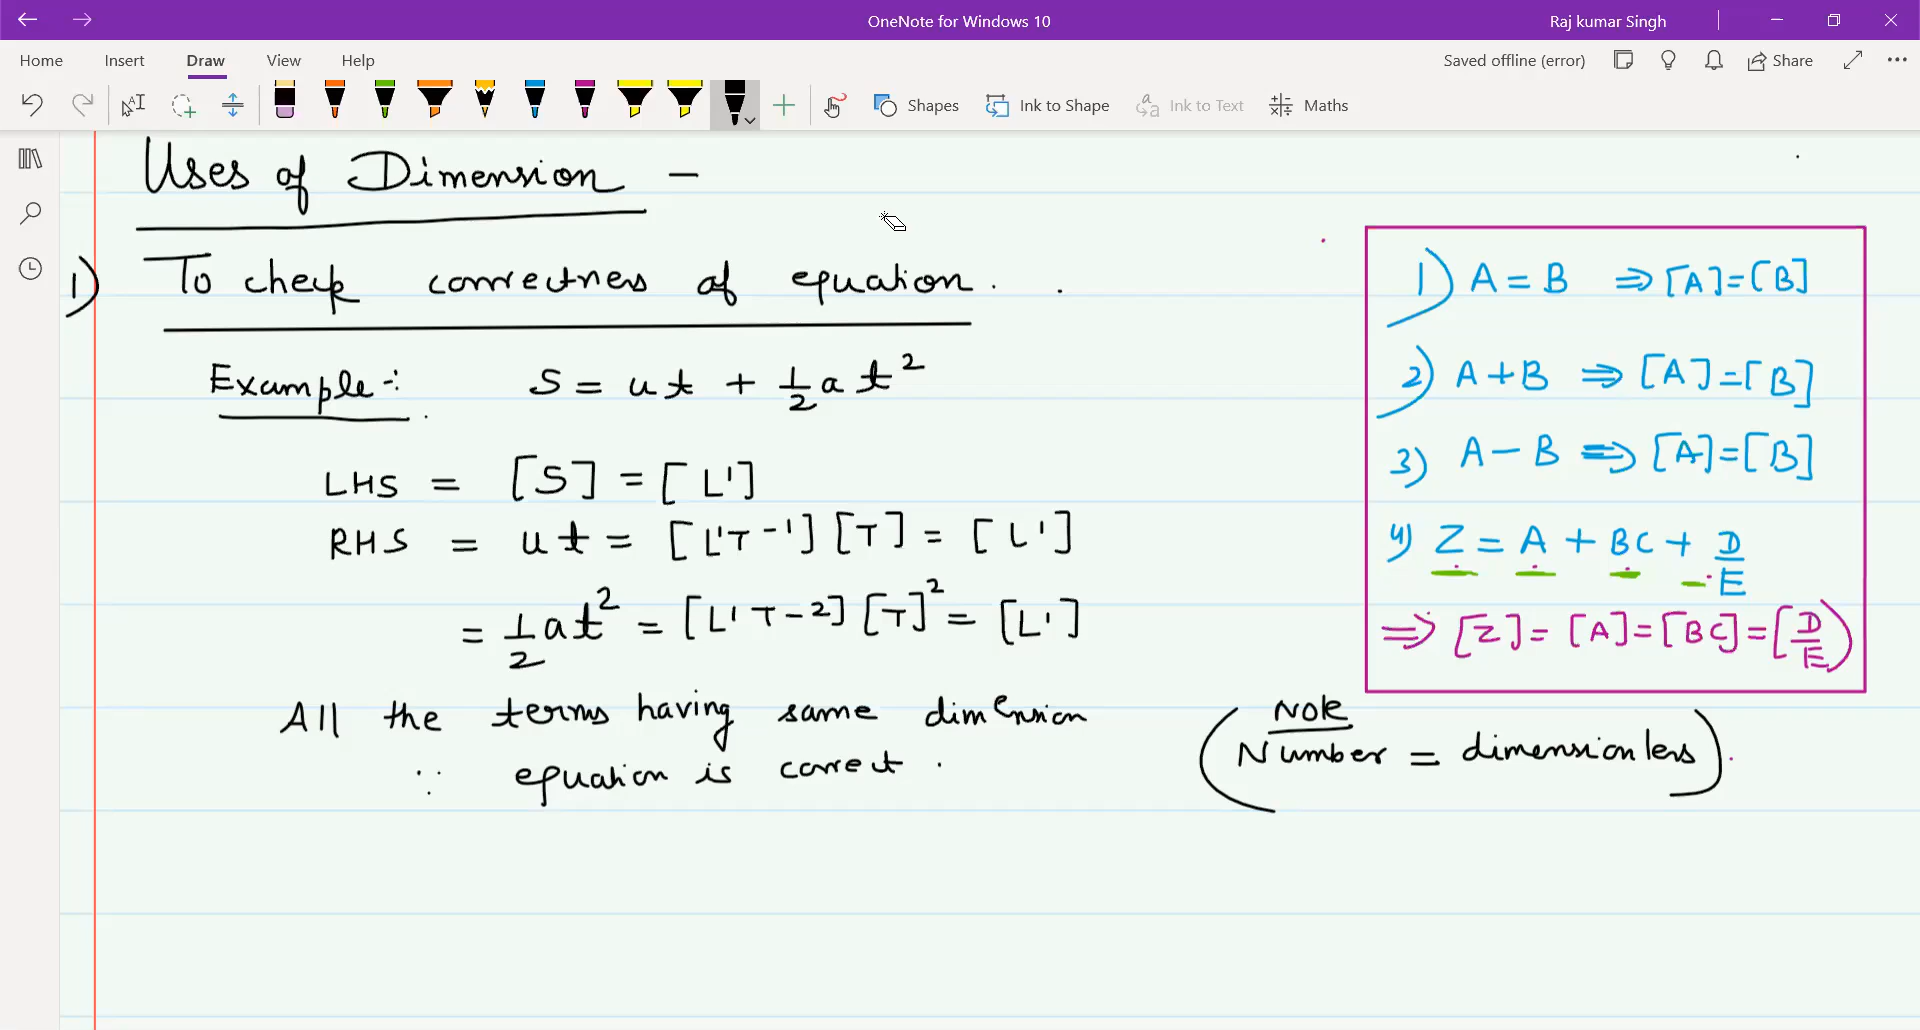 OneNote for Windows 10
Raj kumar Singh
Home Insert Draw View Help
Saved offline (error) Share
Shapes Ink to Shape Ink to Text Maths
Uses of Dimension -
1) To check correctness of equation.
Example :- S = ut + 1/2 at²
LHS = [S] = [L¹]
RHS = ut = [L¹T⁻¹] [T] = [L¹]
= 1/2 at² = [L¹T⁻²] [T]² = [L¹]
All the terms having same dimension
∵ equation is correct.
1) A = B ⇒ [A] = [B]
2) A + B ⇒ [A] = [B]
3) A - B ⇒ [A] = [B]
4) Z = A + BC + D/E
⇒ [Z] = [A] = [BC] = [D/E)
Note
(Number = dimensionless).